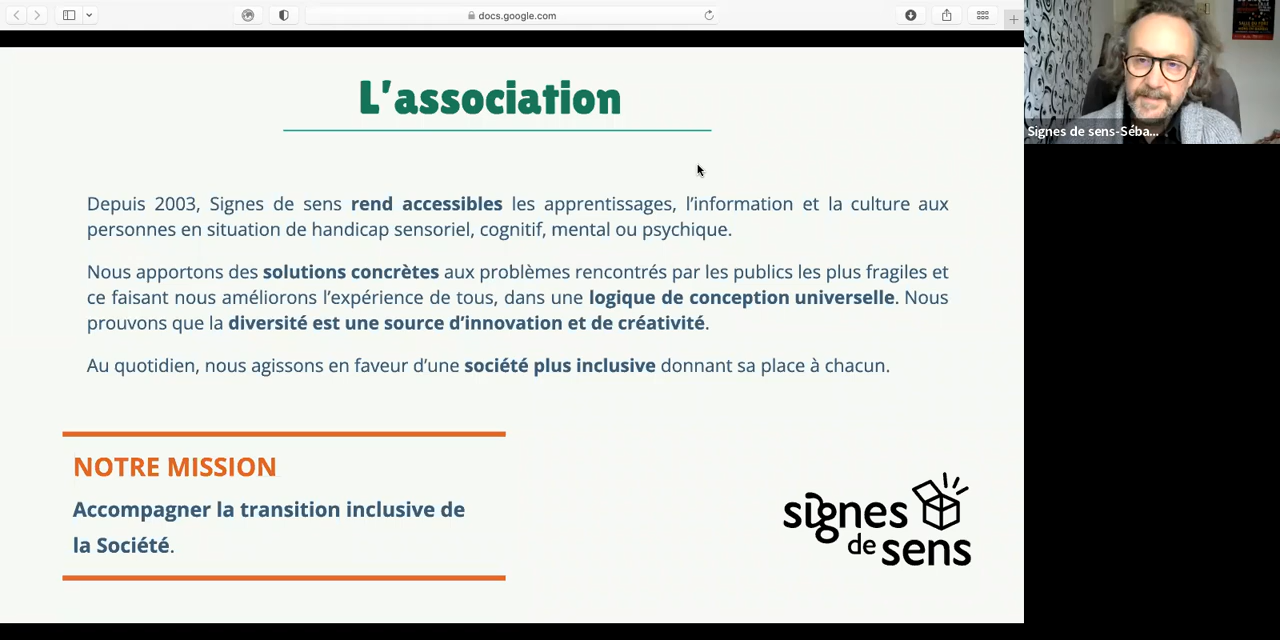 docs.google.com
L'association
Depuis 2003, Signes de sens rend accessibles les apprentissages, l'information et la culture aux
personnes en situation de handicap sensoriel, cognitif, mental ou psychique.
Nous apportons des solutions concrètes aux problèmes rencontrés par les publics les plus fragiles et
ce faisant nous améliorons l'expérience de tous, dans une logique de conception universelle. Nous
prouvons que la diversité est une source d'innovation et de créativité.
Au quotidien, nous agissons en faveur d'une société plus inclusive donnant sa place à chacun.
NOTRE MISSION
Accompagner la transition inclusive de
la Société.
signes
de sens
Signes de sens-Séba...